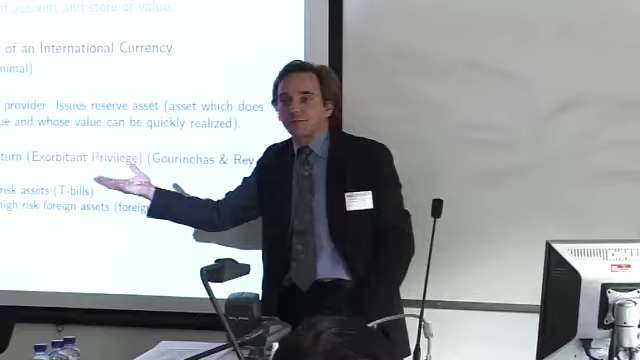 of account and store of value.
of an International Currency
provider. Issues reserve asset (asset which does
ue and whose value can be quickly realized).
turn (Exorbitant Privilege) (Gourinchas & Rey
risk assets (T-bills)
high risk foreign assets (foreig